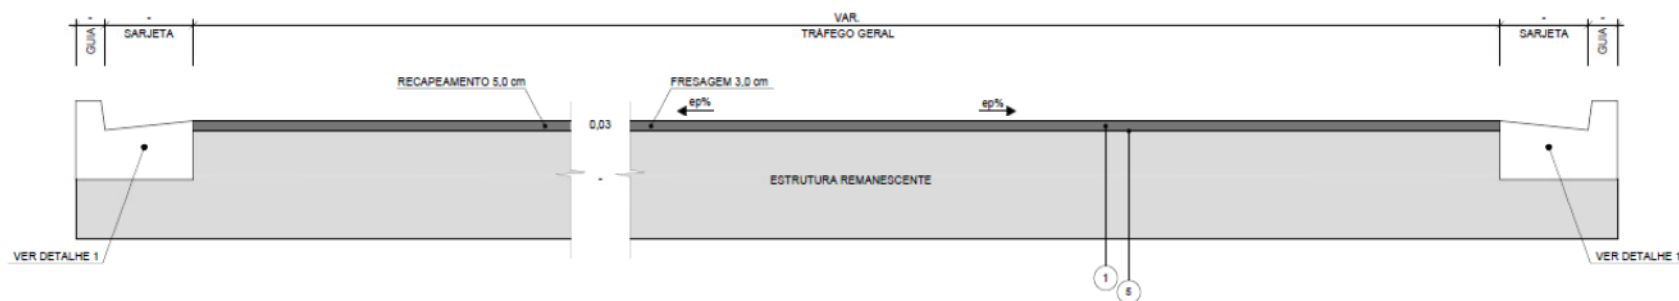 - - VAR. - -
GUIA SARJETA TRÁFEGO GERAL SARJETA GUIA
RECAPEAMENTO 5,0 cm FRESAGEM 3,0 cm
ep% ep%
0,03
-
ESTRUTURA REMANESCENTE
VER DETALHE 1 VER DETALHE 1
1
6